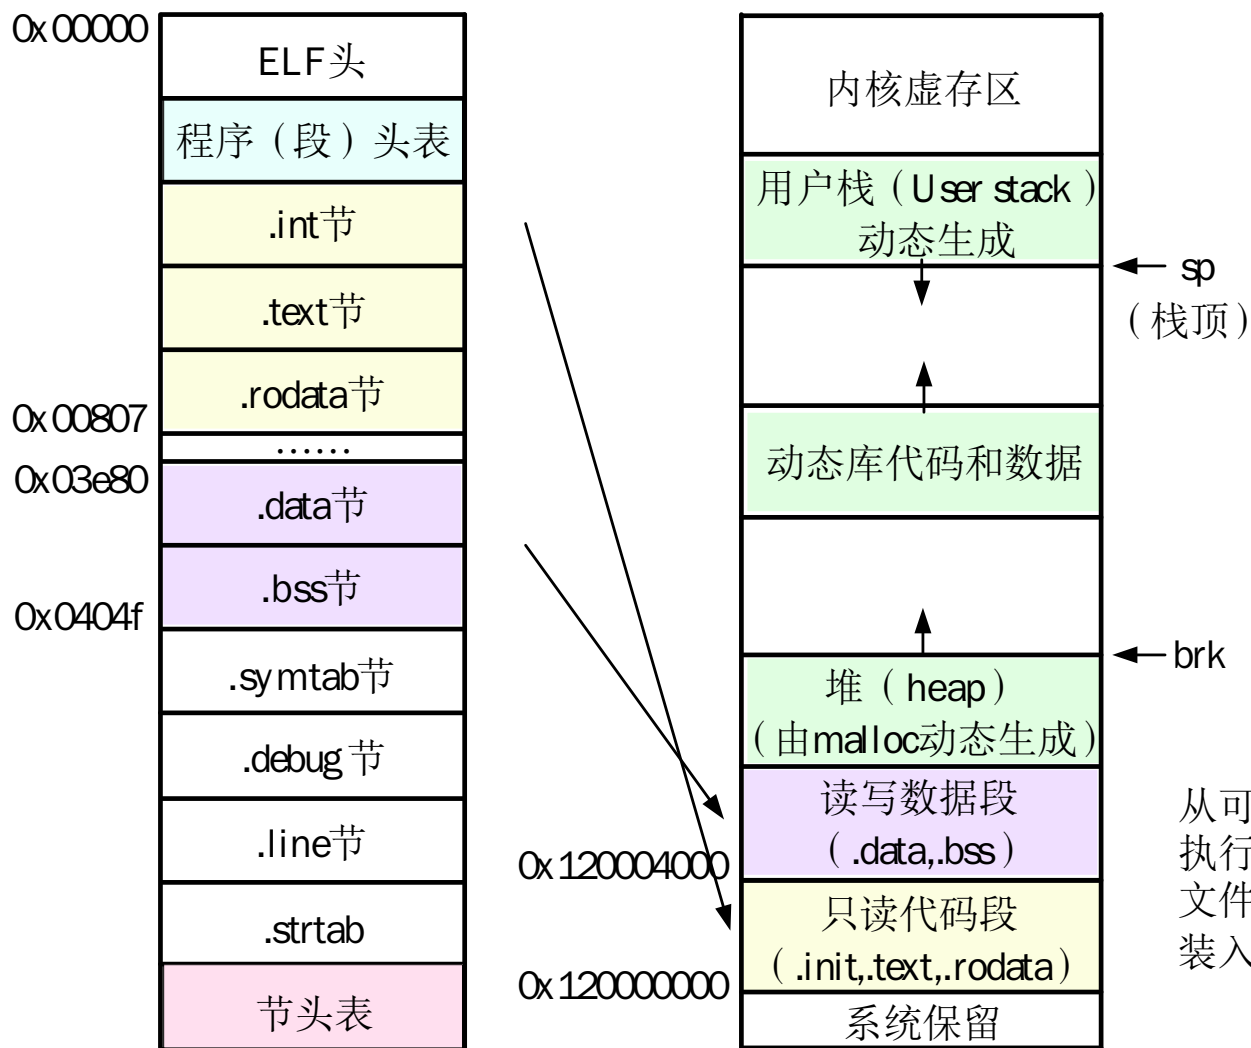 0x00000
ELF头
程序（段）头表
.int节
.text节
.rodata节
0x00807
……
0x03e80
.data节
.bss节
0x0404f
.symtab节
.debug节
.line节
.strtab
节头表
内核虚存区
用户栈（User stack）
动态生成
sp
（栈顶）
动态库代码和数据
brk
堆（heap）
（由malloc动态生成）
读写数据段
（.data,.bss）
0x120004000
只读代码段
（.init,.text,.rodata）
0x120000000
系统保留
从可
执行
文件
装入